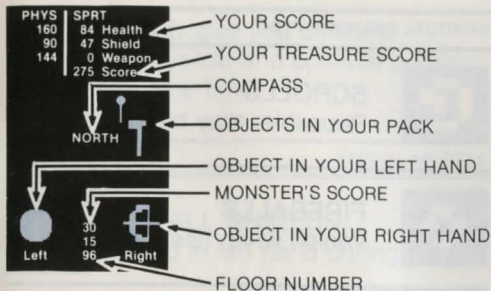 PHYS SPRT
160 84 Health
90 47 Shield
144 0 Weapon
275 Score
NORTH
30
15
96
Left
Right
YOUR SCORE
YOUR TREASURE SCORE
COMPASS
OBJECTS IN YOUR PACK
OBJECT IN YOUR LEFT HAND
MONSTER'S SCORE
OBJECT IN YOUR RIGHT HAND
FLOOR NUMBER
SCROLLS
FIREBALLS